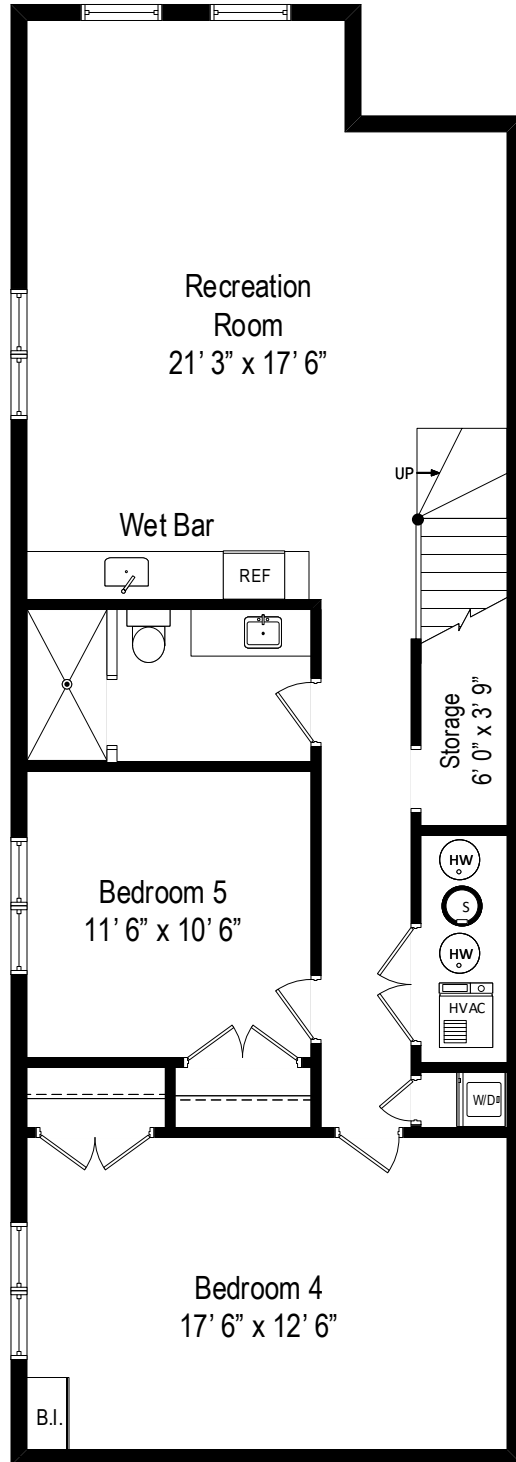 Recreation
Room
21' 3” x 17' 6”
UP
Wet Bar
REF
Storage
6' 0” x 3' 9”
HW
S
HW
HVAC
Bedroom 5
11' 6” x 10' 6”
W/D
Bedroom 4
17' 6” x 12' 6”
B.I.